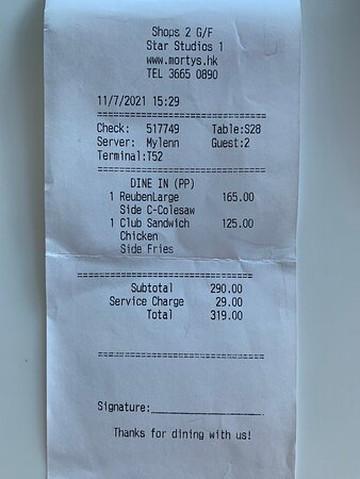 Shops 2 G/F
Star Studios 1
www.mortys.hk
TEL 3665 0890
11/7/2021 15:29
==============================
Check: 517749 Table:S28
Server: Mylenn Guest:2
Terminal:T52
==============================
DINE IN (PP)
1 ReubenLarge 165.00
Side C-Colesaw
1 Club Sandwich 125.00
Chicken
Side Fries
==============================
Subtotal 290.00
Service Charge 29.00
Total 319.00
==============================
Signature:____________________
Thanks for dining with us!